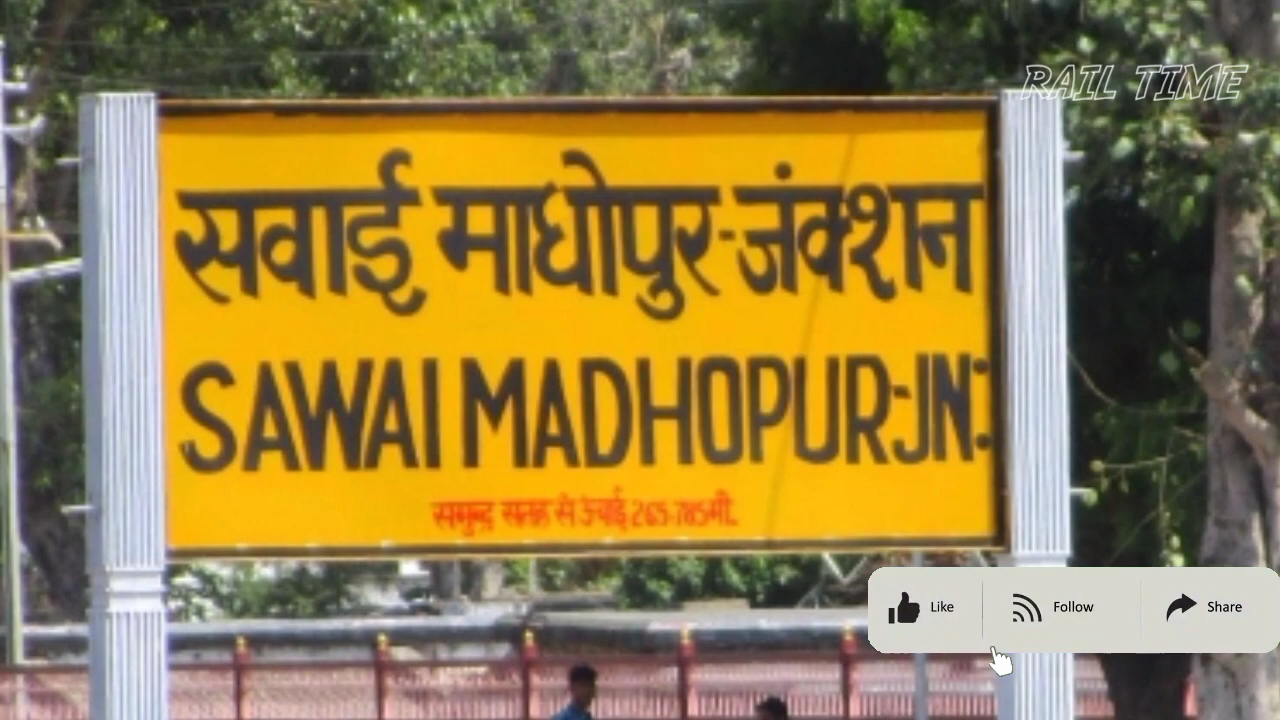 RAIL TIME
सवाई माधोपुर-जंक्शन
SAWAI MADHOPUR-JN:
समुन्द्र सतह से ऊंचाई 265.785मी.
Like Follow Share